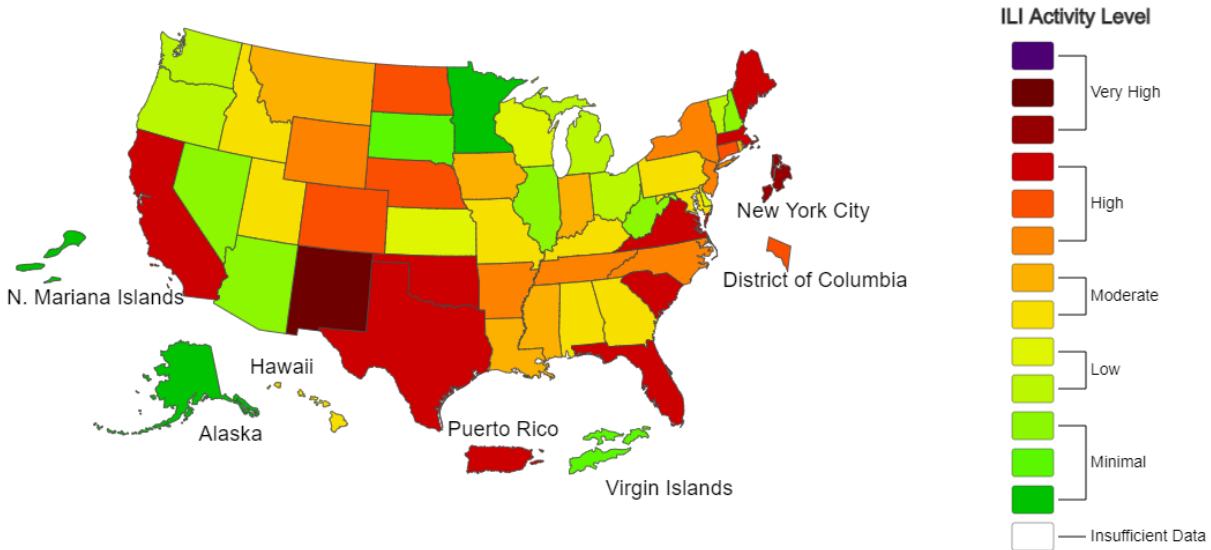 ILI Activity Level
Very High
High
Moderate
Low
Minimal
Insufficient Data
New York City
District of Columbia
N. Mariana Islands
Hawaii
Alaska
Puerto Rico
Virgin Islands